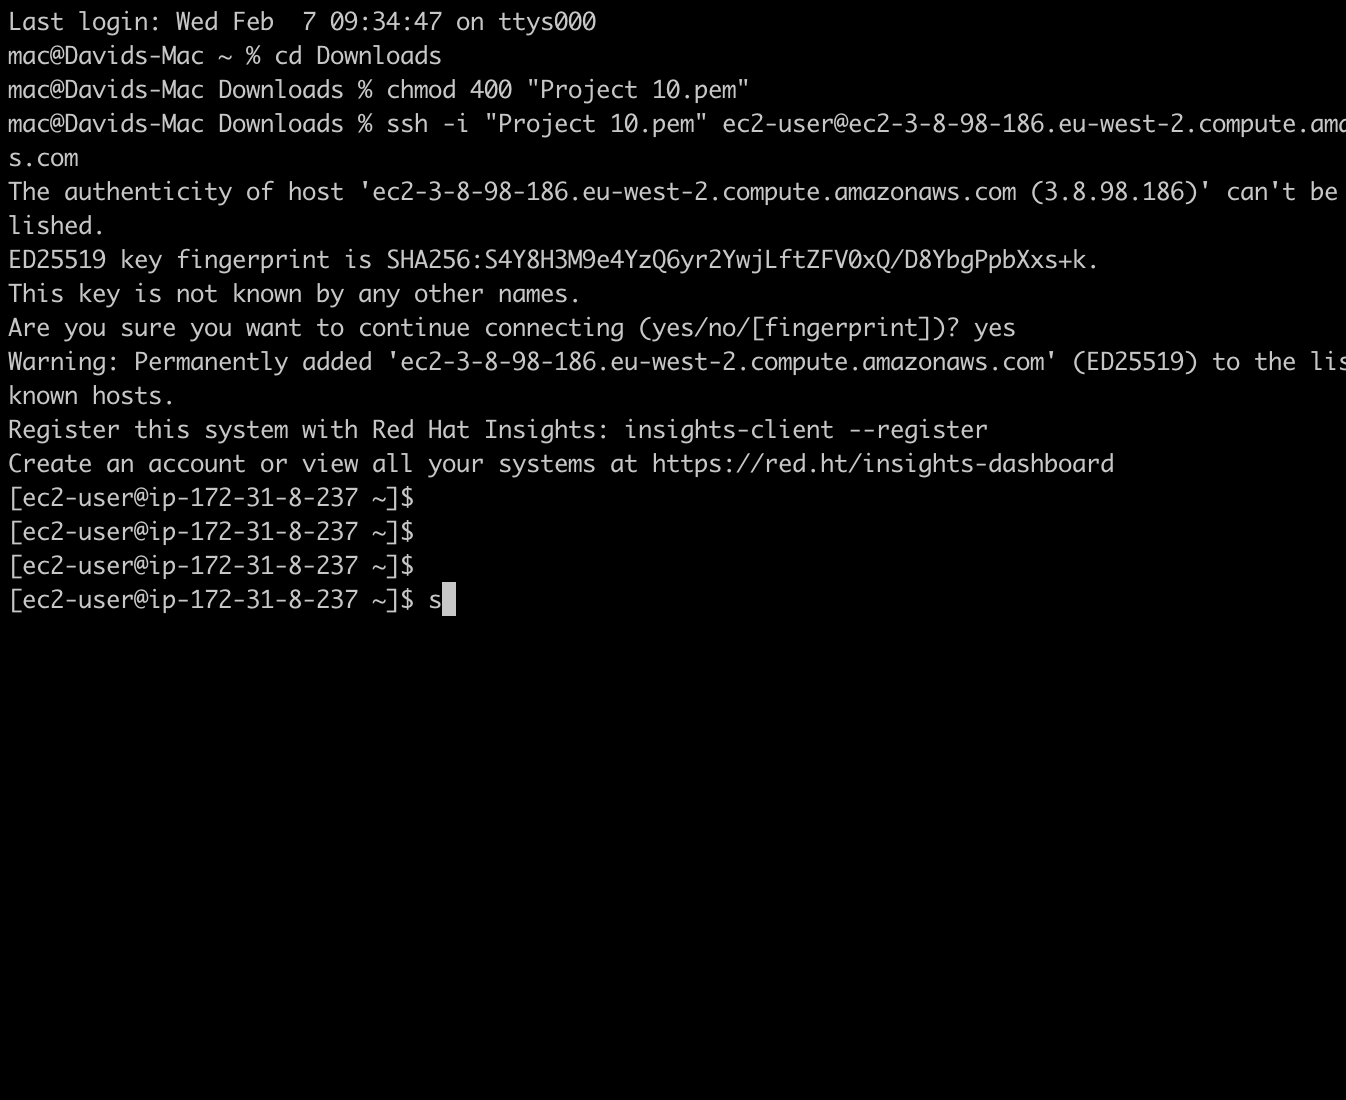 Last login: Wed Feb  7 09:34:47 on ttys000
mac@Davids-Mac ~ % cd Downloads
mac@Davids-Mac Downloads % chmod 400 "Project 10.pem"
mac@Davids-Mac Downloads % ssh -i "Project 10.pem" ec2-user@ec2-3-8-98-186.eu-west-2.compute.ama
s.com
The authenticity of host 'ec2-3-8-98-186.eu-west-2.compute.amazonaws.com (3.8.98.186)' can't be
lished.
ED25519 key fingerprint is SHA256:S4Y8H3M9e4YzQ6yr2YwjLftZFV0xQ/D8YbgPpbXxs+k.
This key is not known by any other names.
Are you sure you want to continue connecting (yes/no/[fingerprint])? yes
Warning: Permanently added 'ec2-3-8-98-186.eu-west-2.compute.amazonaws.com' (ED25519) to the lis
known hosts.
Register this system with Red Hat Insights: insights-client --register
Create an account or view all your systems at https://red.ht/insights-dashboard
[ec2-user@ip-172-31-8-237 ~]$
[ec2-user@ip-172-31-8-237 ~]$
[ec2-user@ip-172-31-8-237 ~]$
[ec2-user@ip-172-31-8-237 ~]$ s